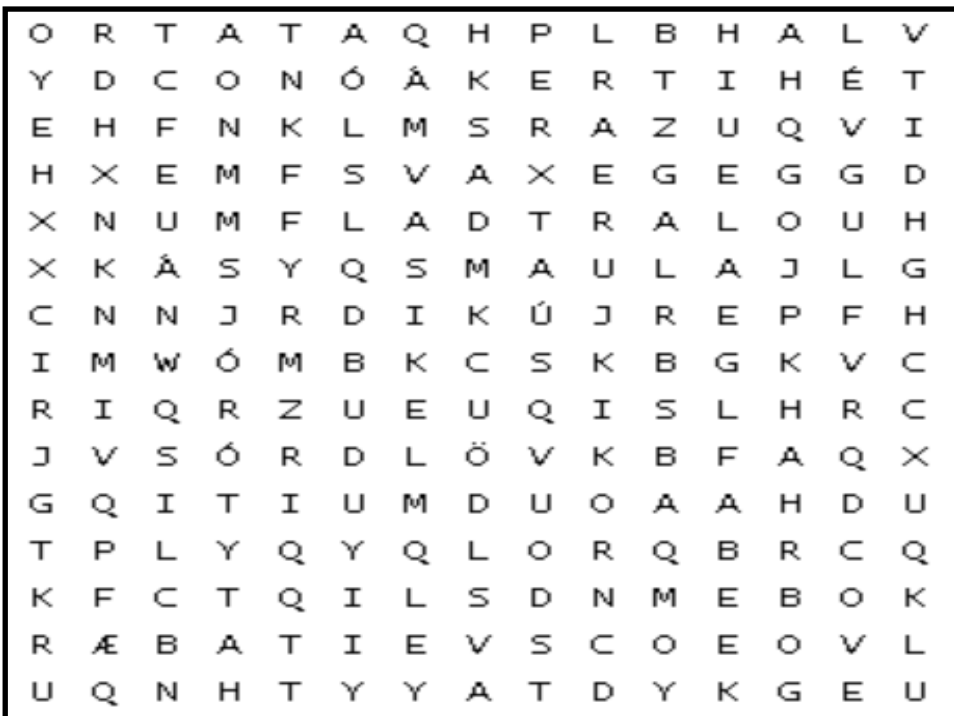 O R T A T A Q H P L B H A L V
Y D C O N Ó Á K E R T I H É T
E H F N K L M S R A Z U Q V I
H X E M F S V A X E G E G G D
X N U M F L A D T R A L O U H
X K Á S Y Q S M A U L A J L G
C N N J R D I K Ú J R E P F H
I M W Ó M B K C S K B G K V C
R I Q R Z U E U Q I S L H R C
J V S Ó R D L Ö V K B F A Q X
G Q I T I U M D U O A A H D U
T P L Y Q Y Q L O R Q B R C Q
K F C T Q I L S D N M E B O K
R Æ B A T I E V S C O E O V L
U Q N H T Y Y A T D Y K G E U